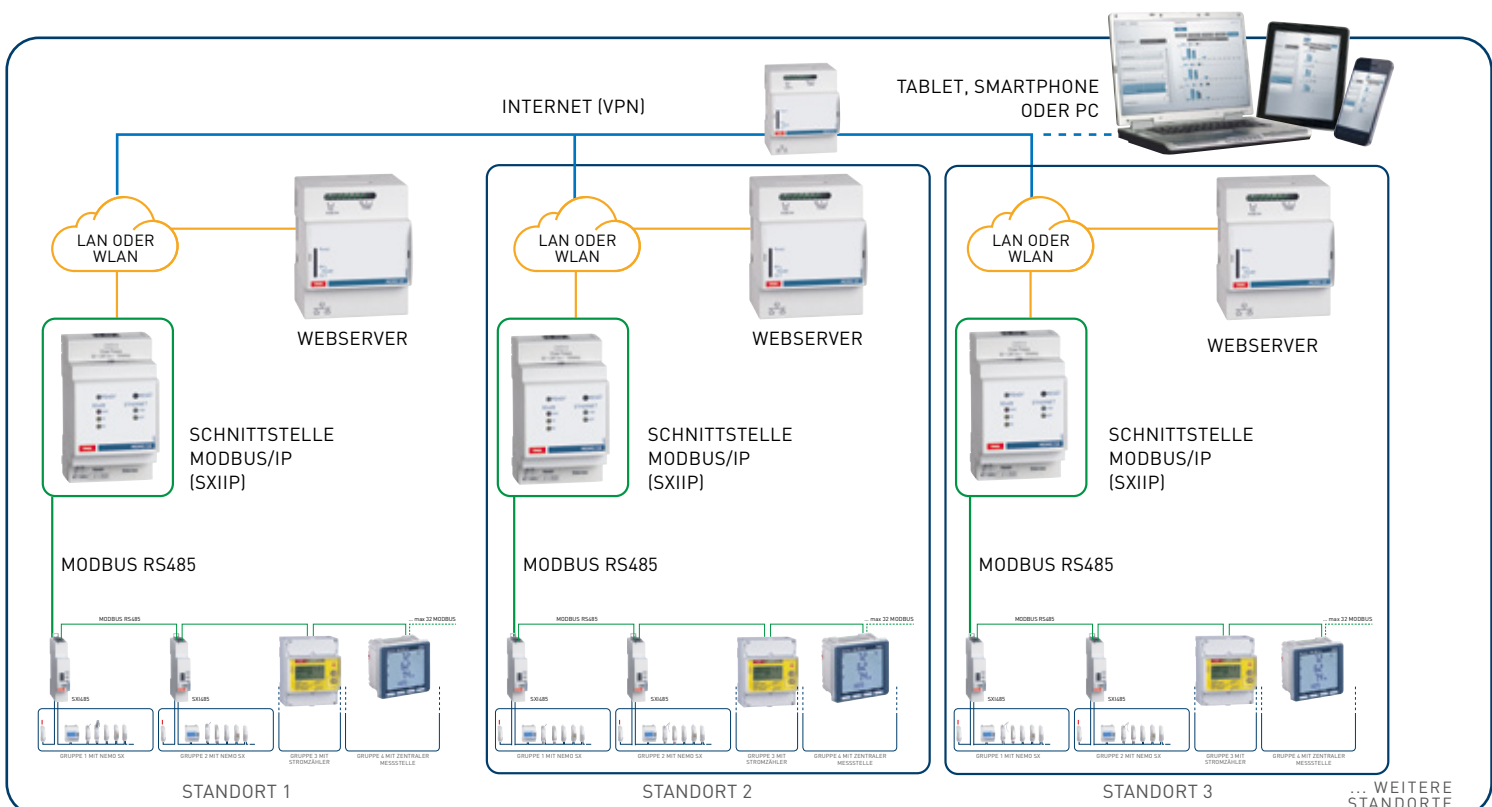 TABLET, SMARTPHONE
ODER PC
INTERNET (VPN)
LAN ODER
WLAN
WEBSERVER
SCHNITTSTELLE
MODBUS/IP
(SXIIP)
MODBUS RS485
MODBUS RS485
... max 32 MODBUS
SXI485
SXI485
GRUPPE 1 MIT NEMO SX
GRUPPE 2 MIT NEMO SX
GRUPPE 3 MIT
STROMZÄHLER
GRUPPE 4 MIT ZENTRALER
MESSSTELLE
STANDORT 1
LAN ODER
WLAN
WEBSERVER
SCHNITTSTELLE
MODBUS/IP
(SXIIP)
MODBUS RS485
MODBUS RS485
... max 32 MODBUS
SXI485
SXI485
GRUPPE 1 MIT NEMO SX
GRUPPE 2 MIT NEMO SX
GRUPPE 3 MIT
STROMZÄHLER
GRUPPE 4 MIT ZENTRALER
MESSSTELLE
STANDORT 2
LAN ODER
WLAN
WEBSERVER
SCHNITTSTELLE
MODBUS/IP
(SXIIP)
MODBUS RS485
MODBUS RS485
... max 32 MODBUS
SXI485
SXI485
GRUPPE 1 MIT NEMO SX
GRUPPE 2 MIT NEMO SX
GRUPPE 3 MIT
STROMZÄHLER
GRUPPE 4 MIT ZENTRALER
MESSSTELLE
STANDORT 3
... WEITERE
STANDORTE